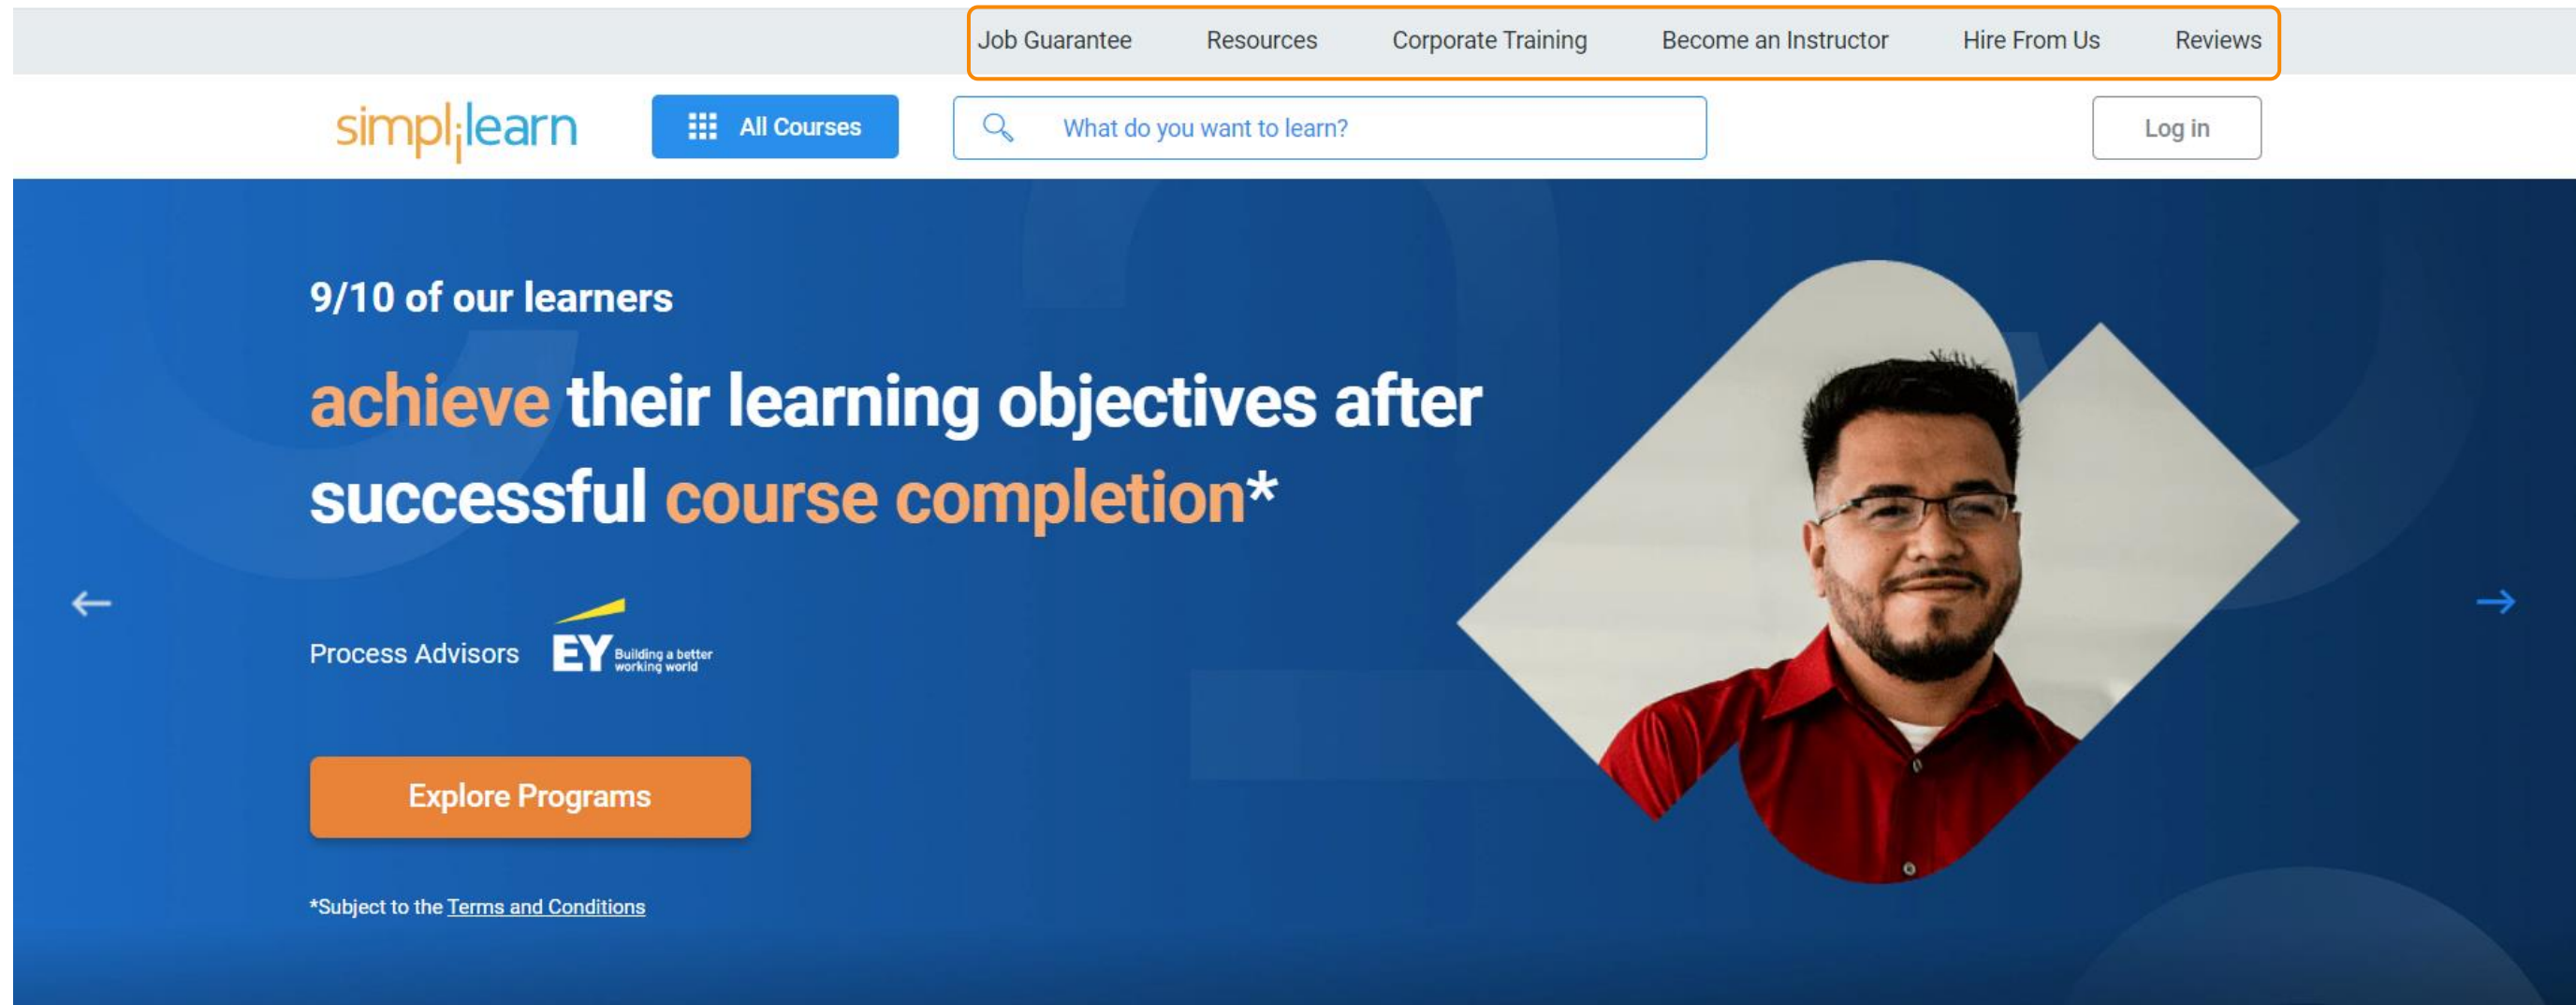 Job Guarantee Resources Corporate Training Become an Instructor Hire From Us Reviews
simplilearn All Courses What do you want to learn? Log in
9/10 of our learners
achieve their learning objectives after
successful course completion*
Process Advisors EY Building a better
working world
Explore Programs
*Subject to the Terms and Conditions